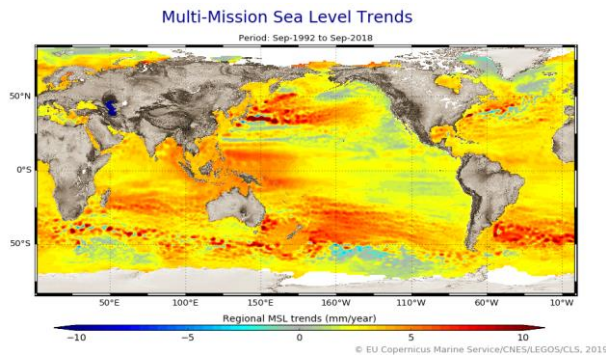 Multi-Mission Sea Level Trends
Period: Sep-1992 to Sep-2018
50°N
0°N
50°S
50°E 100°E 150°E 160°W 110°W 60°W 10°W
Regional MSL trends (mm/year)
−10 −5 0 5 10
© EU Copernicus Marine Service/CNES/LEGOS/CLS, 2019